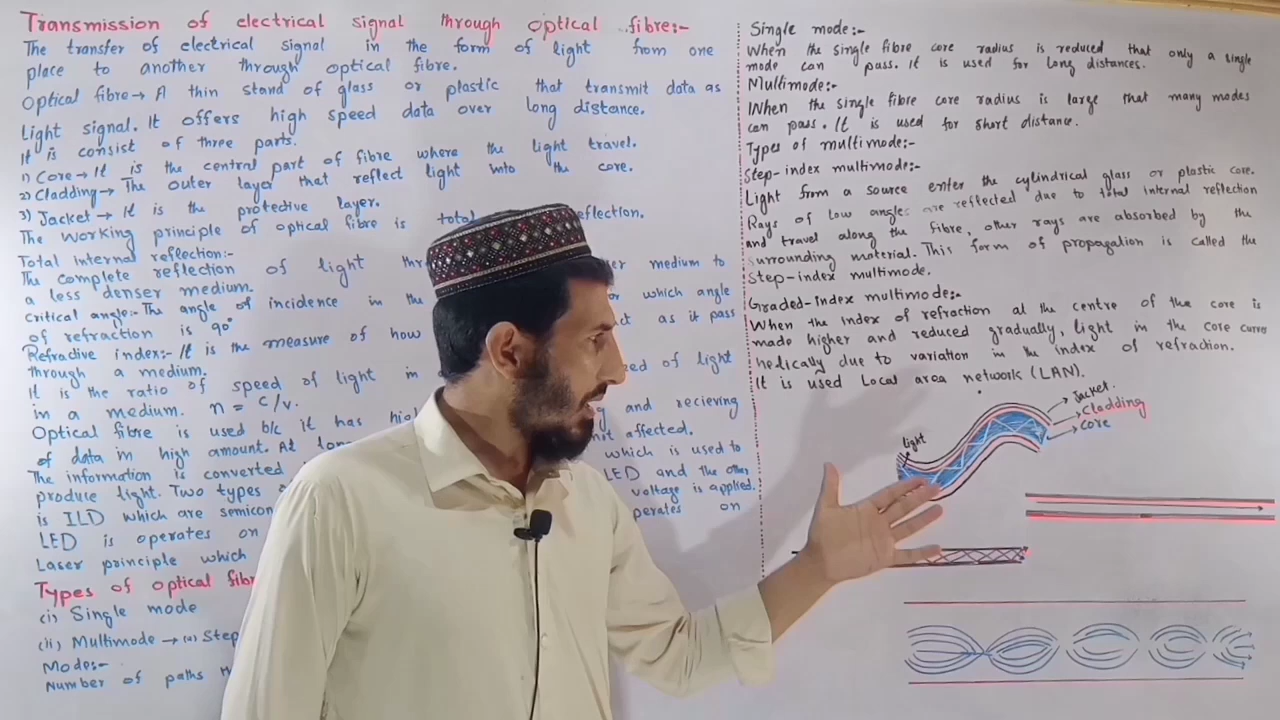 Transmission of electrical signal through optical fibre:-
The transfer of electrical signal in the form of light from one
place to another through optical fibre.
Optical fibre→ A thin stand of glass or plastic that transmit data as
Light signal. It offers high speed data over long distance.
It is consist of three parts.
1) Core→ It is the central part of fibre where the light travel.
2) Cladding→ The outer layer that reflect light into the core.
3) Jacket→ It is the protective layer.
The working principle of optical fibre is total eflection.
Total internal reflection:-
The complete reflection of light thr er medium to
a less denser medium.
Critical angle:- The angle of incidence in the or which angle
of refraction is 90°
Refractive index:- It is the measure of how as it pass
through a medium.
It is the ratio of speed of light in eed of light
in a medium. n = c/v.
Optical fibre is used b/c it has hig and recieving
of data in high amount. At lon affected.
The information is converted which is used to
produce light. Two types LED and the other
is ILD which are semicon voltage is applied.
LED is operates on perates on
Laser principle which
Types of optical fib
(i) Single mode
(ii) Multimode → (a) Step
Mode:-
Number of paths
Single mode:-
When the single fibre core radius is reduced that only a single
mode can pass. It is used for long distances.
Multimode:-
When the single fibre core radius is large that many modes
can pass. It is used for short distance.
Types of multimode:-
Step-index multimode:-
Light from a source enter the cylindrical glass or plastic core.
Rays of low angles are reflected due to total internal reflection
and travel along the fibre, other rays are absorbed by the
surrounding material. This form of propagation is called the
step-index multimode.
Graded-index multimode:-
When the index of refraction at the centre of the core is
made higher and reduced gradually, light in the core curves
helically due to variation in the index of refraction.
It is used Local area network (LAN).
Jacket.
Cladding
Core
light